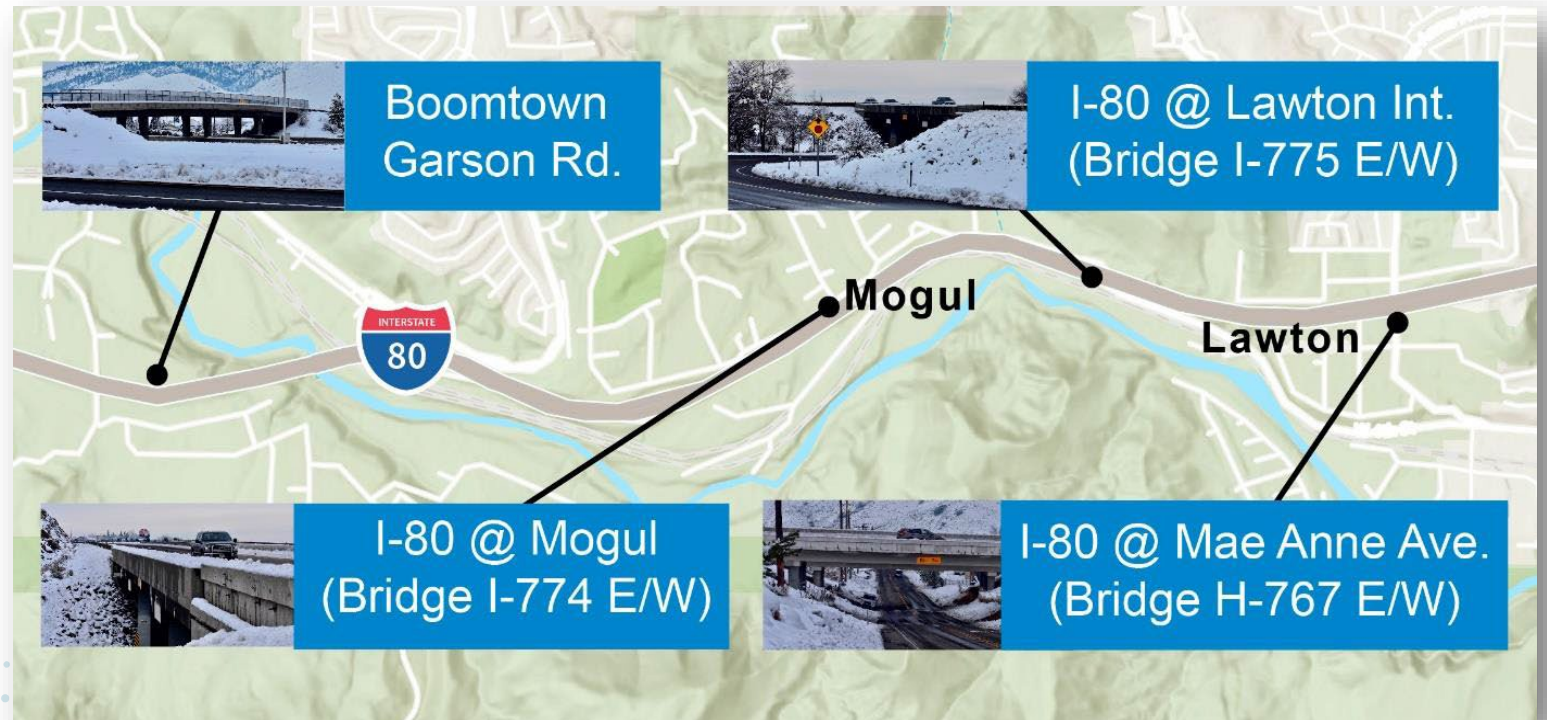 Boomtown
Garson Rd.
I-80 @ Lawton Int.
(Bridge I-775 E/W)
Mogul
INTERSTATE
80
Lawton
I-80 @ Mogul
(Bridge I-774 E/W)
I-80 @ Mae Anne Ave.
(Bridge H-767 E/W)